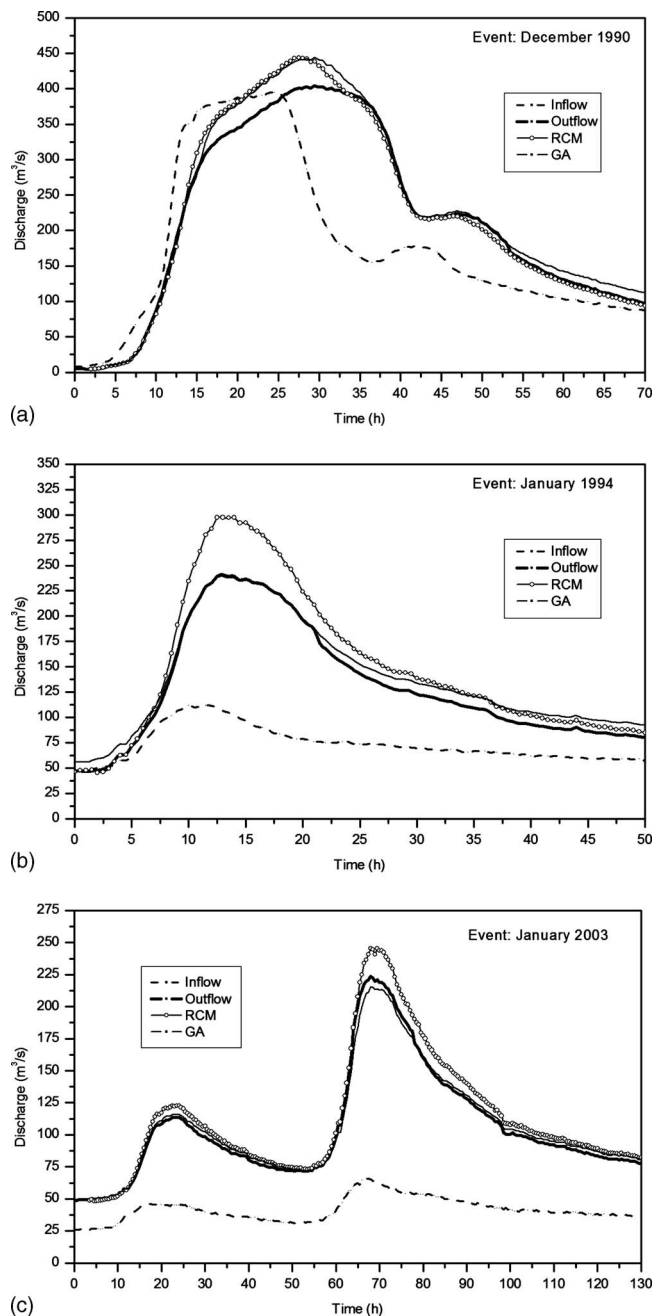 Event: December 1990
Inflow
Outflow
RCM
GA
Discharge (m³/s)
500
450
400
350
300
250
200
150
100
50
0
0 5 10 15 20 25 30 35 40 45 50 55 60 65 70
Time (h)
(a)
Event: January 1994
Inflow
Outflow
RCM
GA
Discharge (m³/s)
350
325
300
275
250
225
200
175
150
125
100
75
50
25
0
0 5 10 15 20 25 30 35 40 45 50
Time (h)
(b)
Event: January 2003
Inflow
Outflow
RCM
GA
Discharge (m³/s)
275
250
225
200
175
150
125
100
75
50
25
0
0 10 20 30 40 50 60 70 80 90 100 110 120 130
Time (h)
(c)